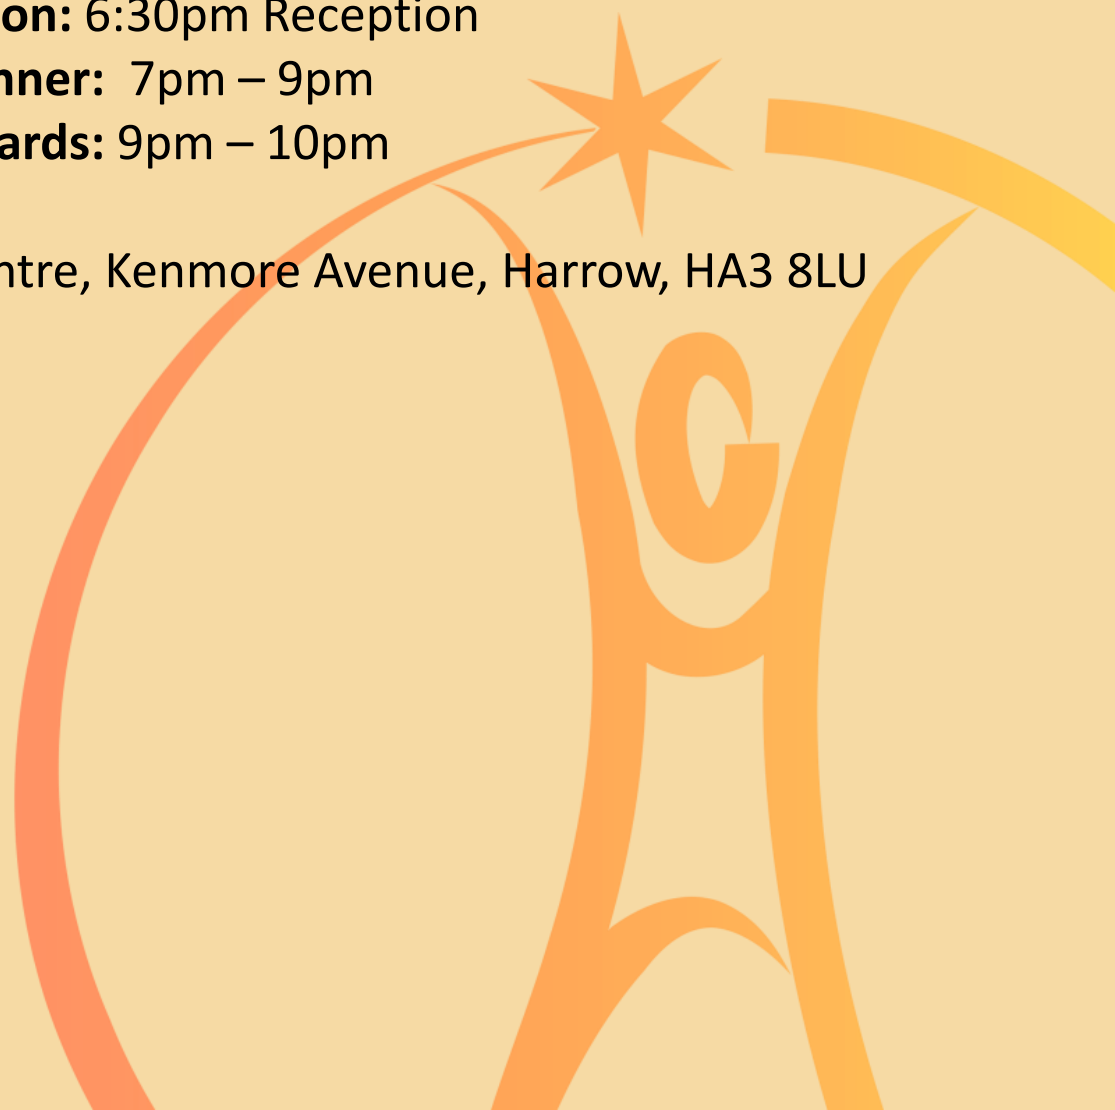 on: 6:30pm Reception
nner: 7pm – 9pm
ards: 9pm – 10pm
ntre, Kenmore Avenue, Harrow, HA3 8LU